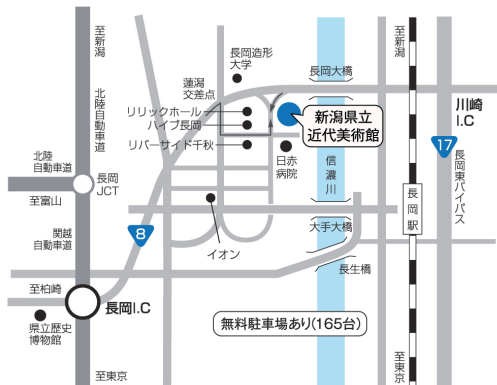 至新潟
北陸自動車道
北陸
自動車道
至富山
長岡
JCT
関越
自動車道
至柏崎
長岡I.C
県立歴史
博物館
至東京
8
長岡造形
大学
蓮潟
交差点
リリックホール
ハイブ長岡
リバーサイド千秋
イオン
日赤
病院
新潟県立
近代美術館
長岡大橋
信濃川
大手大橋
長生橋
無料駐車場あり(165台)
至新潟
長岡駅
至東京
川崎
I.C
17
長岡東バイパス